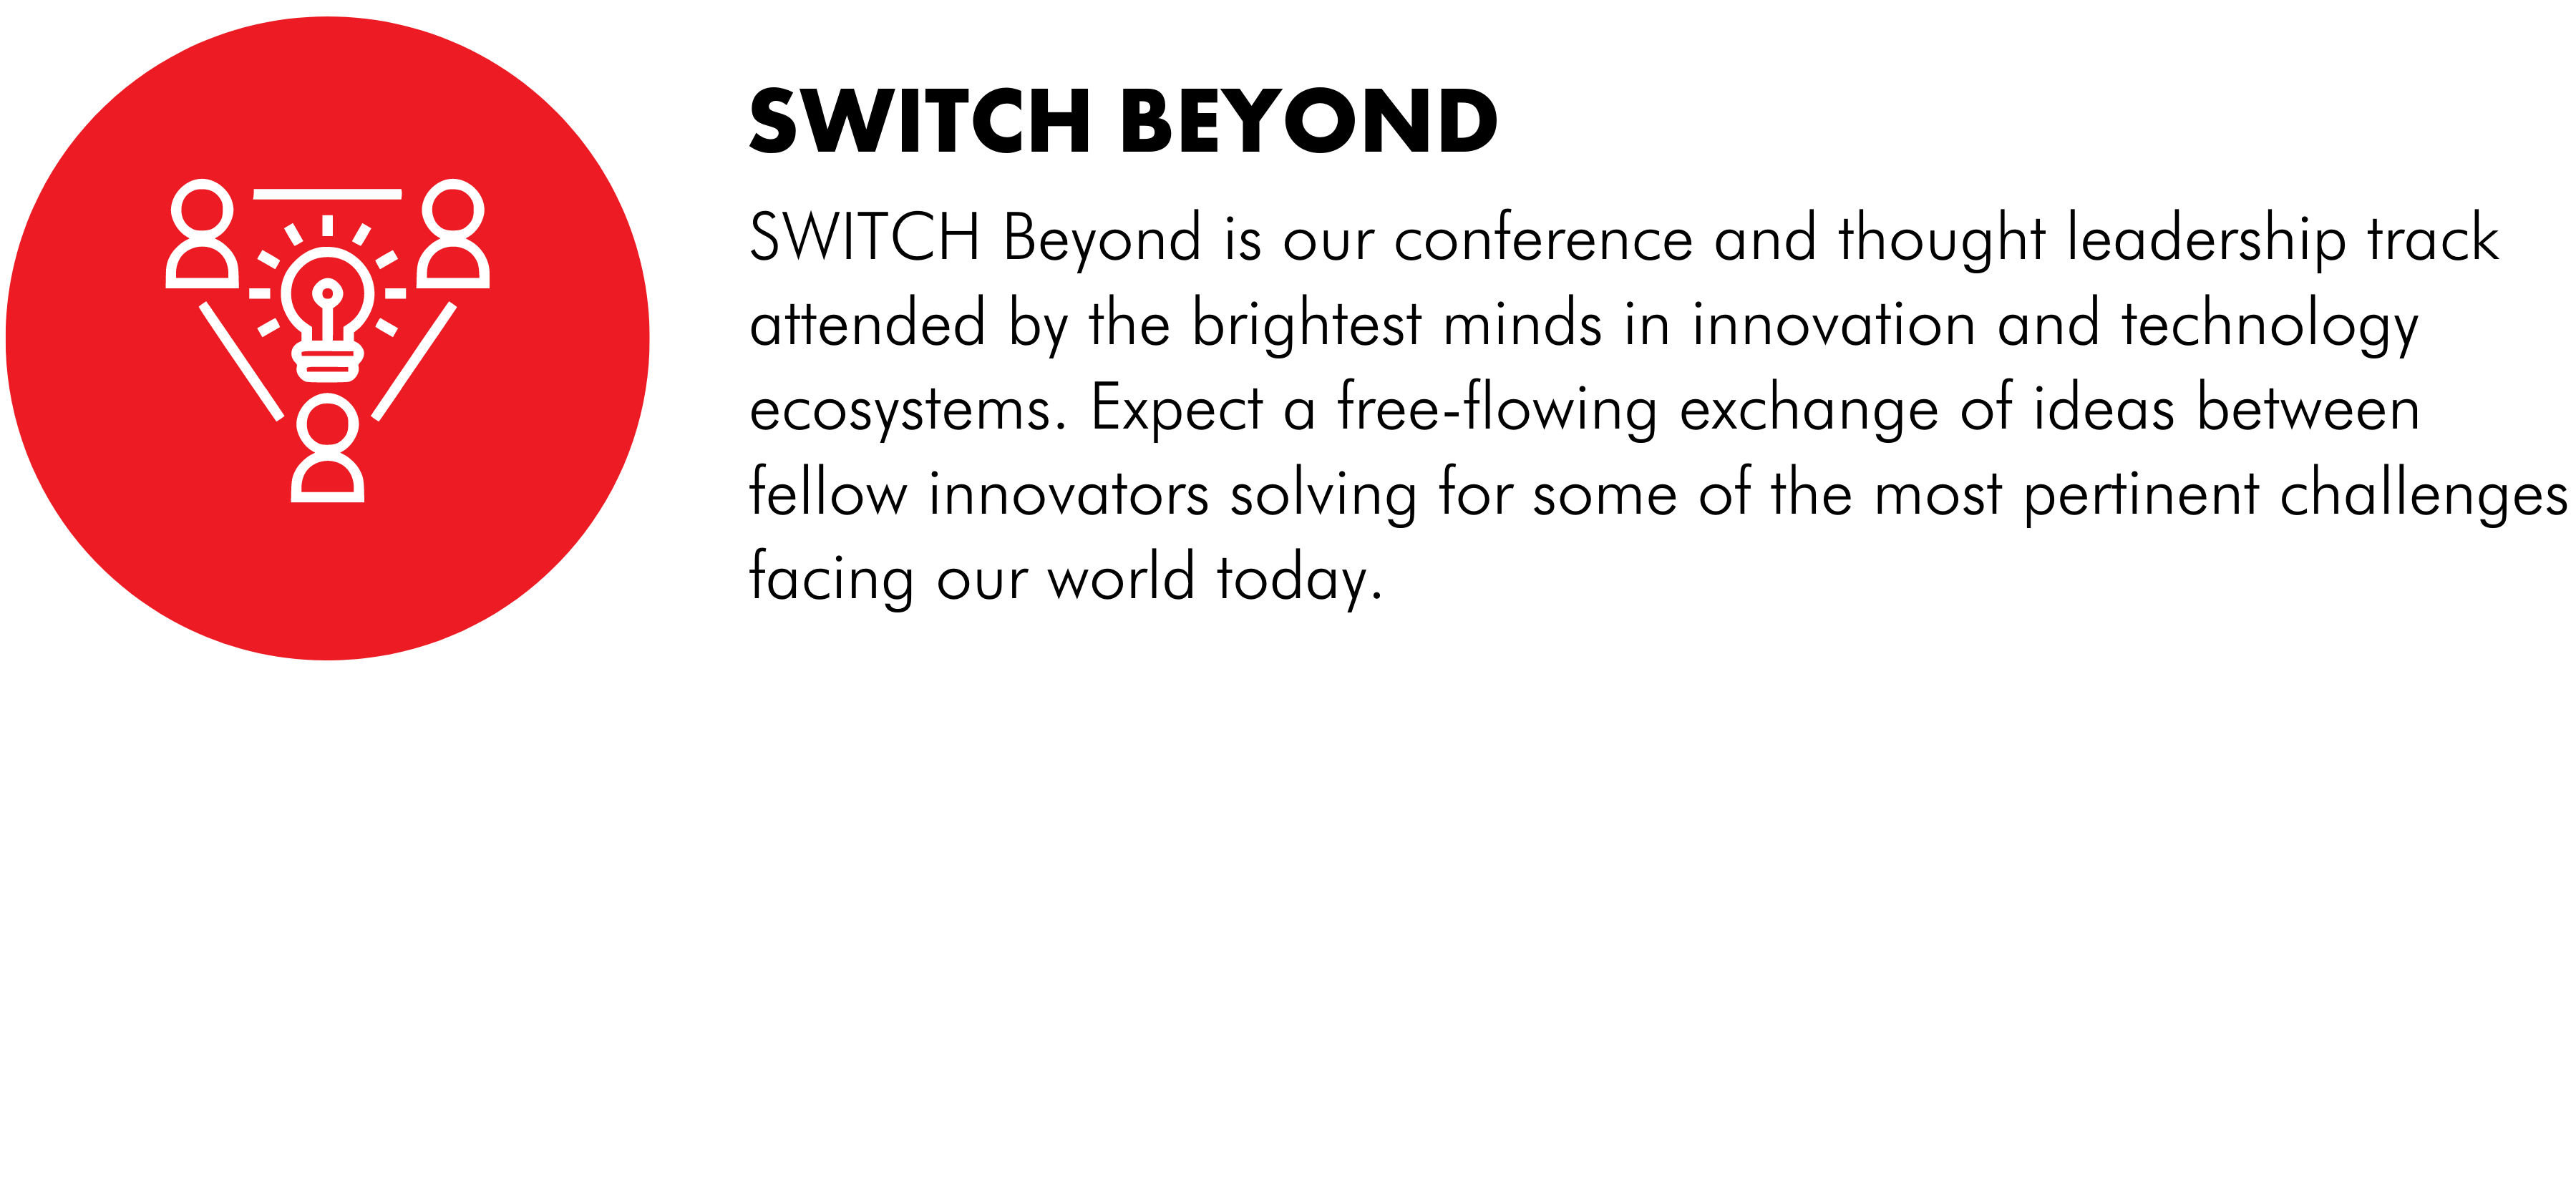 SWITCH BEYOND
SWITCH Beyond is our conference and thought leadership track
attended by the brightest minds in innovation and technology
ecosystems. Expect a free-flowing exchange of ideas between
fellow innovators solving for some of the most pertinent challenges
facing our world today.